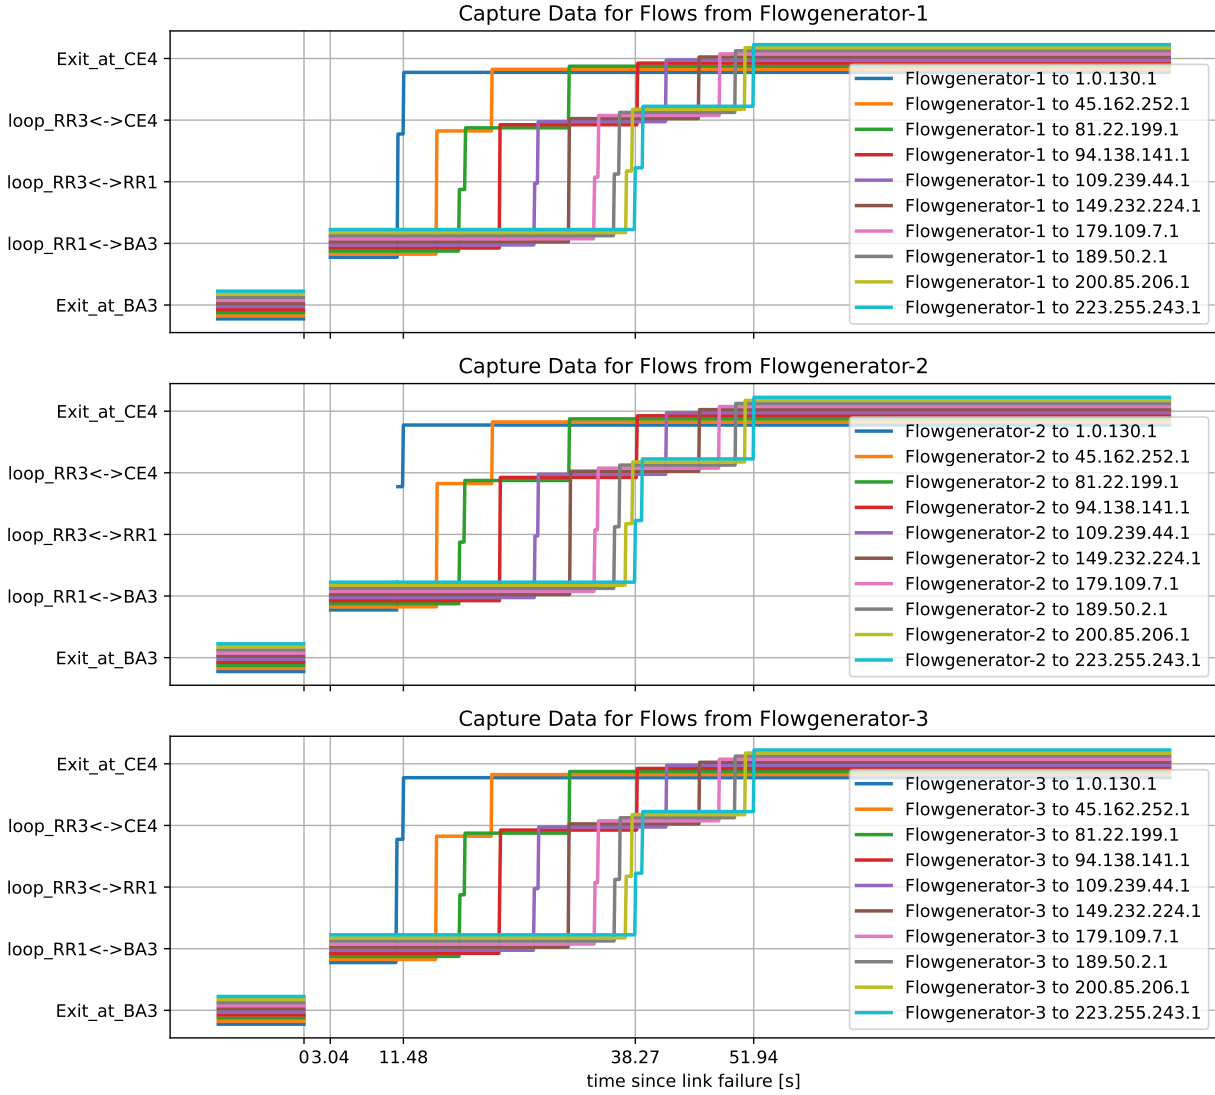 Capture Data for Flows from Flowgenerator-1
Exit_at_CE4
loop_RR3<->CE4
loop_RR3<->RR1
loop_RR1<->BA3
Exit_at_BA3
Flowgenerator-1 to 1.0.130.1
Flowgenerator-1 to 45.162.252.1
Flowgenerator-1 to 81.22.199.1
Flowgenerator-1 to 94.138.141.1
Flowgenerator-1 to 109.239.44.1
Flowgenerator-1 to 149.232.224.1
Flowgenerator-1 to 179.109.7.1
Flowgenerator-1 to 189.50.2.1
Flowgenerator-1 to 200.85.206.1
Flowgenerator-1 to 223.255.243.1
Capture Data for Flows from Flowgenerator-2
Exit_at_CE4
loop_RR3<->CE4
loop_RR3<->RR1
loop_RR1<->BA3
Exit_at_BA3
Flowgenerator-2 to 1.0.130.1
Flowgenerator-2 to 45.162.252.1
Flowgenerator-2 to 81.22.199.1
Flowgenerator-2 to 94.138.141.1
Flowgenerator-2 to 109.239.44.1
Flowgenerator-2 to 149.232.224.1
Flowgenerator-2 to 179.109.7.1
Flowgenerator-2 to 189.50.2.1
Flowgenerator-2 to 200.85.206.1
Flowgenerator-2 to 223.255.243.1
Capture Data for Flows from Flowgenerator-3
Exit_at_CE4
loop_RR3<->CE4
loop_RR3<->RR1
loop_RR1<->BA3
Exit_at_BA3
Flowgenerator-3 to 1.0.130.1
Flowgenerator-3 to 45.162.252.1
Flowgenerator-3 to 81.22.199.1
Flowgenerator-3 to 94.138.141.1
Flowgenerator-3 to 109.239.44.1
Flowgenerator-3 to 149.232.224.1
Flowgenerator-3 to 179.109.7.1
Flowgenerator-3 to 189.50.2.1
Flowgenerator-3 to 200.85.206.1
Flowgenerator-3 to 223.255.243.1
0 3.04 11.48 38.27 51.94
time since link failure [s]